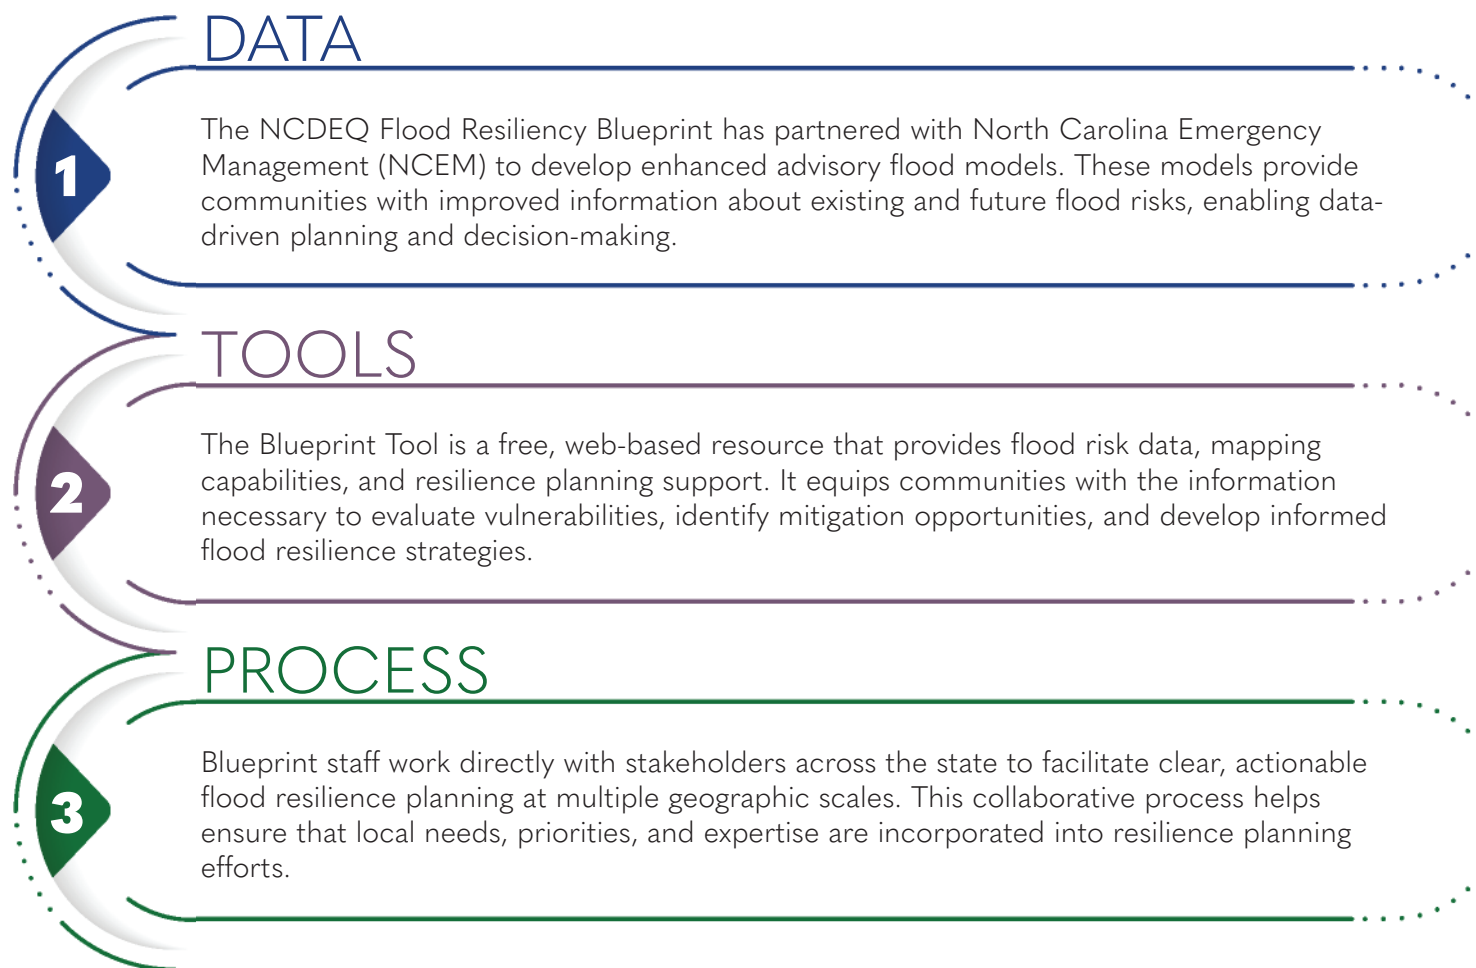 DATA
1
The NCDEQ Flood Resiliency Blueprint has partnered with North Carolina Emergency
Management (NCEM) to develop enhanced advisory flood models. These models provide
communities with improved information about existing and future flood risks, enabling data-
driven planning and decision-making.
TOOLS
2
The Blueprint Tool is a free, web-based resource that provides flood risk data, mapping
capabilities, and resilience planning support. It equips communities with the information
necessary to evaluate vulnerabilities, identify mitigation opportunities, and develop informed
flood resilience strategies.
PROCESS
3
Blueprint staff work directly with stakeholders across the state to facilitate clear, actionable
flood resilience planning at multiple geographic scales. This collaborative process helps
ensure that local needs, priorities, and expertise are incorporated into resilience planning
efforts.